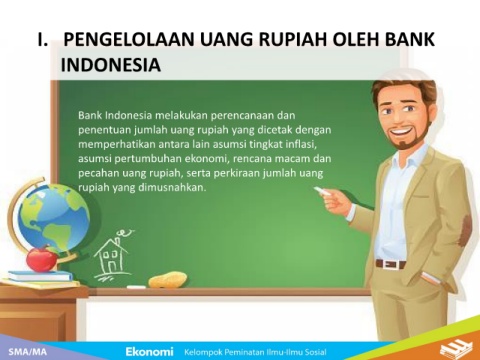 I. PENGELOLAAN UANG RUPIAH OLEH BANK
INDONESIA
Bank Indonesia melakukan perencanaan dan
penentuan jumlah uang rupiah yang dicetak dengan
memperhatikan antara lain asumsi tingkat inflasi,
asumsi pertumbuhan ekonomi, rencana macam dan
pecahan uang rupiah, serta perkiraan jumlah uang
rupiah yang dimusnahkan.
SMA/MA
Ekonomi Kelompok Peminatan Ilmu-Ilmu Sosial